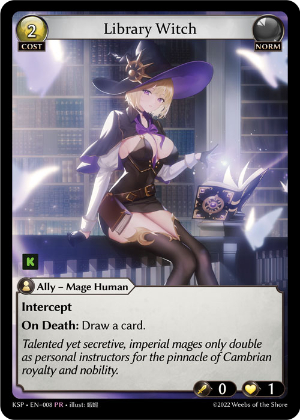 2
COST
Library Witch
NORM
K
Ally – Mage Human
Intercept
On Death: Draw a card.
Talented yet secretive, imperial mages only double
as personal instructors for the pinnacle of Cambrian
royalty and nobility.
0
1
KSP • EN–008 PR • illust:
©2022 Weebs of the Shore